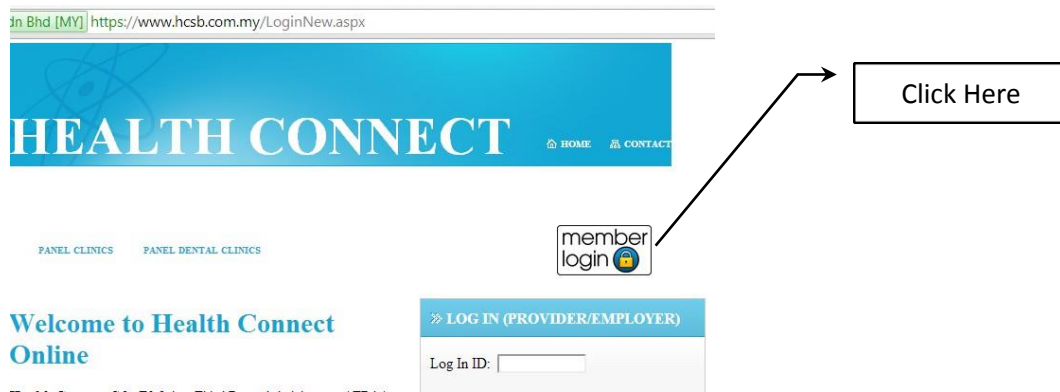 dn Bhd [MY] https://www.hcsb.com.my/LoginNew.aspx
HEALTH CONNECT
HOME CONTACT
Click Here
PANEL CLINICS PANEL DENTAL CLINICS
member
login
Welcome to Health Connect
Online
» LOG IN (PROVIDER/EMPLOYER)
Log In ID: